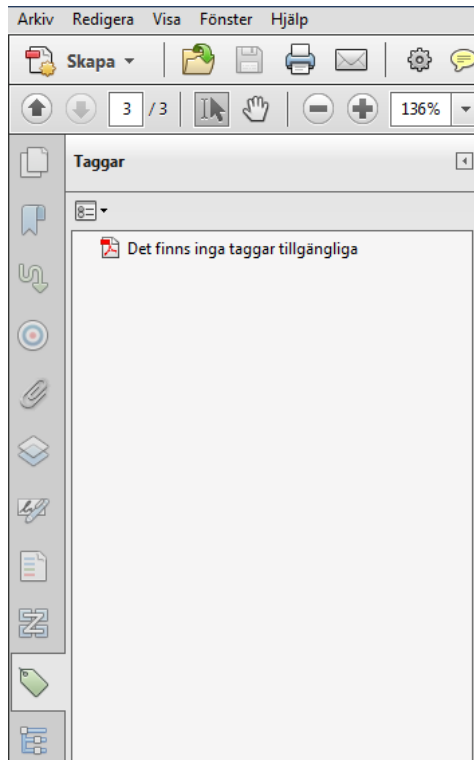 Arkiv Redigera Visa Fönster Hjälp
Skapa
3 / 3 136%
Taggar
Det finns inga taggar tillgängliga